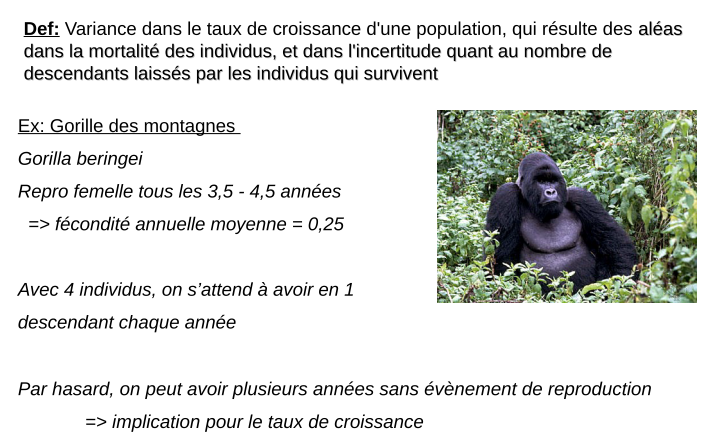 Def: Variance dans le taux de croissance d'une population, qui résulte des aléas
dans la mortalité des individus, et dans l'incertitude quant au nombre de
descendants laissés par les individus qui survivent
Ex: Gorille des montagnes
Gorilla beringei
Repro femelle tous les 3,5 - 4,5 années
=> fécondité annuelle moyenne = 0,25
Avec 4 individus, on s’attend à avoir en 1
descendant chaque année
Par hasard, on peut avoir plusieurs années sans évènement de reproduction
=> implication pour le taux de croissance